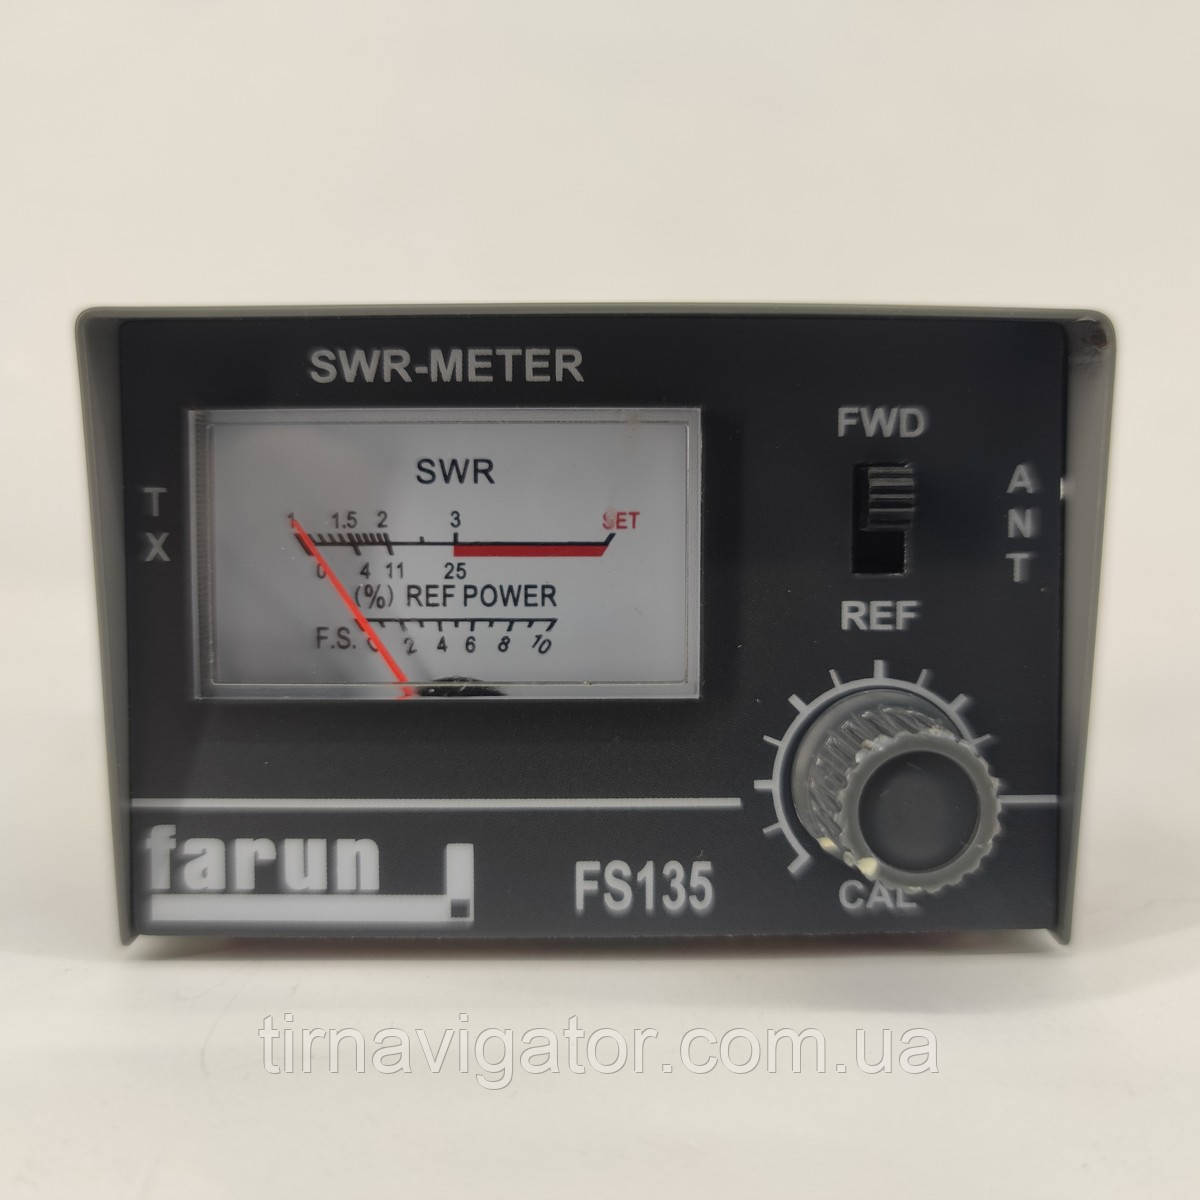 SWR-METER
FWD
TX
ANT
SWR
1 1.5 2 3 SET
0 4 11 25
(%) REF POWER
F.S. 0 2 4 6 8 10
REF
farun
FS135
CAL
tirnavigator.com.ua